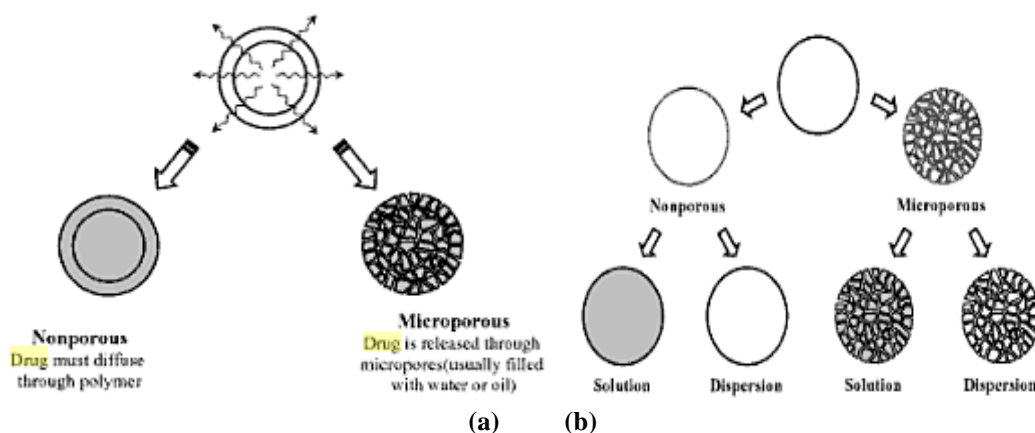 Nonporous
Drug must diffuse
through polymer
Microporous
Drug is released through
micropores(usually filled
with water or oil)
Nonporous
Microporous
Solution
Dispersion
Solution
Dispersion
(a)
(b)